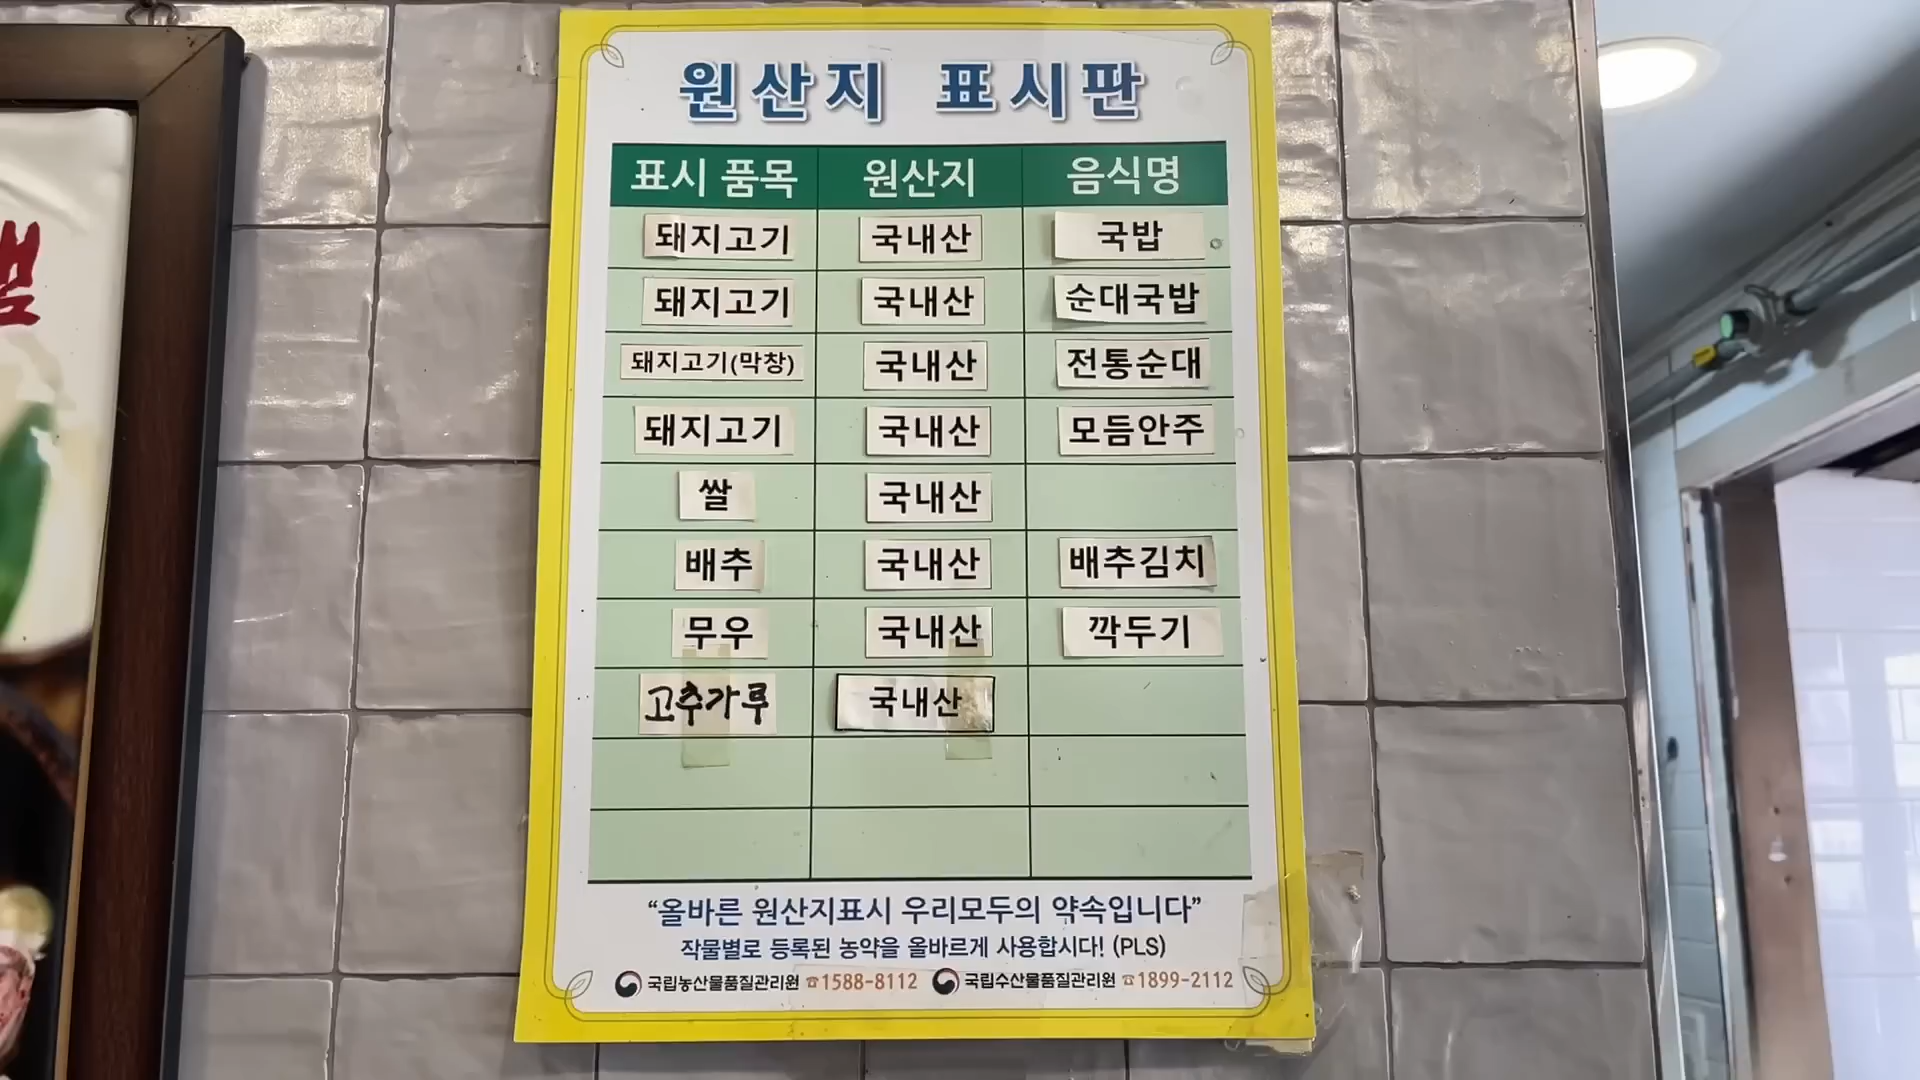 원산지 표시판
표시 품목 원산지 음식명
돼지고기 국내산 국밥
돼지고기 국내산 순대국밥
돼지고기(막창) 국내산 전통순대
돼지고기 국내산 모듬안주
쌀 국내산
배추 국내산 배추김치
무우 국내산 깍두기
고추가루 국내산
“올바른 원산지표시 우리모두의 약속입니다”
작물별로 등록된 농약을 올바르게 사용합시다! (PLS)
국립농산물품질관리원 ☎1588-8112 국립수산물품질관리원 ☎1899-2112